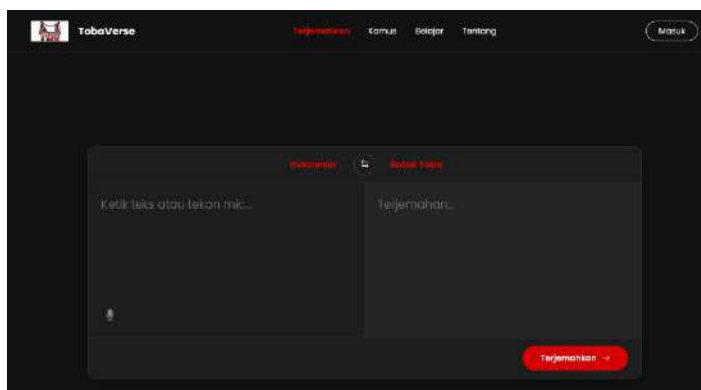 TobaVerse
Terjemahkan Kamus Belajar Tentang
Masuk
Indonesia Batak Toba
Ketik teks atau tekan mic...
Terjemahan...
Terjemahkan →